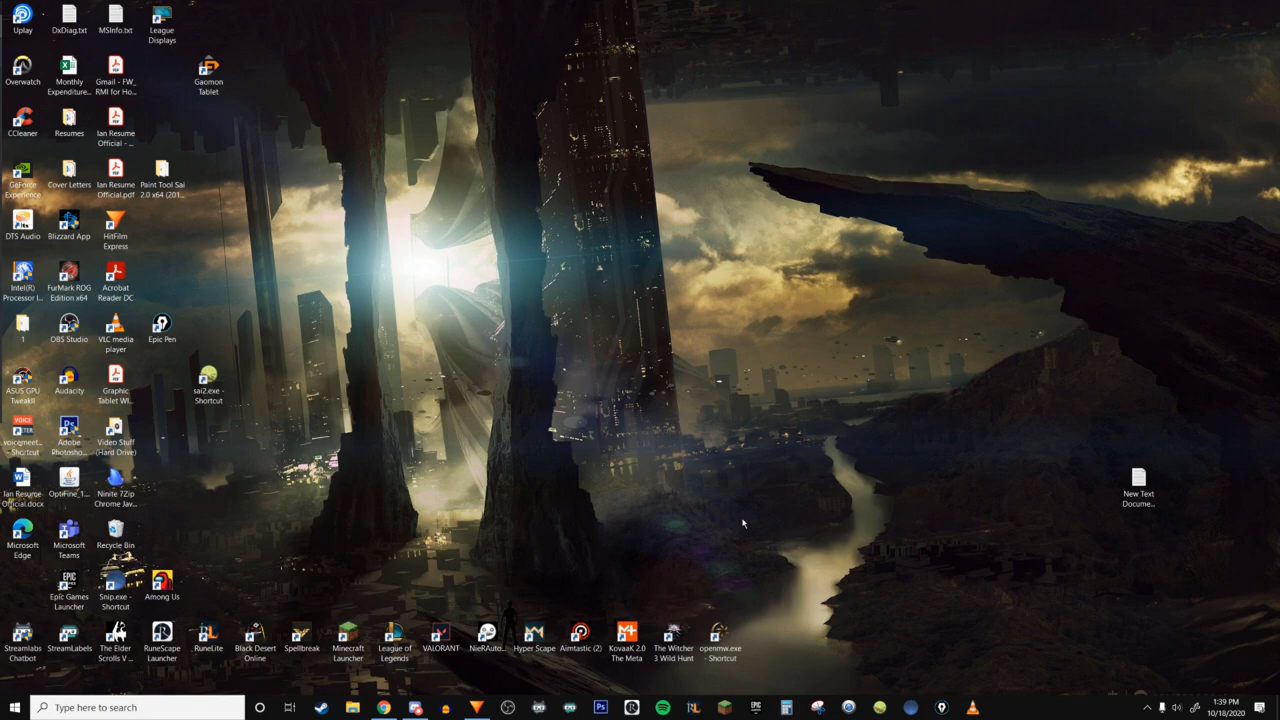 Uplay
DxDiag.txt
MSInfo.txt
League
Displays
Overwatch
Monthly
Expenditure...
Gmail - FW_
RMI for Ho...
Gaomon
Tablet
CCleaner
Resumes
Ian Resume
Official - ...
GeForce
Experience
Cover Letters
Ian Resume
Official.pdf
Paint Tool Sai
2.0 x64 (201...
DTS Audio
Blizzard App
HitFilm
Express
Intel(R)
Processor I...
FurMark ROG
Edition x64
Acrobat
Reader DC
1
OBS Studio
VLC media
player
Epic Pen
ASUS GPU
TweakII
Audacity
Graphic
Tablet WI...
sai2.exe -
Shortcut
voicemeet...
- Shortcut
Adobe
Photosho...
Video Stuff
(Hard Drive)
Ian Resume
Official.docx
OptiFine_1...
Ninite 7Zip
Chrome Jav...
New Text
Docume...
Microsoft
Edge
Microsoft
Teams
Recycle Bin
Epic Games
Launcher
Snip.exe -
Shortcut
Among Us
Streamlabs
Chatbot
StreamLabels
The Elder
Scrolls V ...
RuneScape
Launcher
RuneLite
Black Desert
Online
Spellbreak
Minecraft
Launcher
League of
Legends
VALORANT
NieRAuto...
Hyper Scape
Aimtastic (2)
KovaaK 2.0
The Meta
The Witcher
3 Wild Hunt
openmw.exe
- Shortcut
Type here to search
1:39 PM
10/18/2020